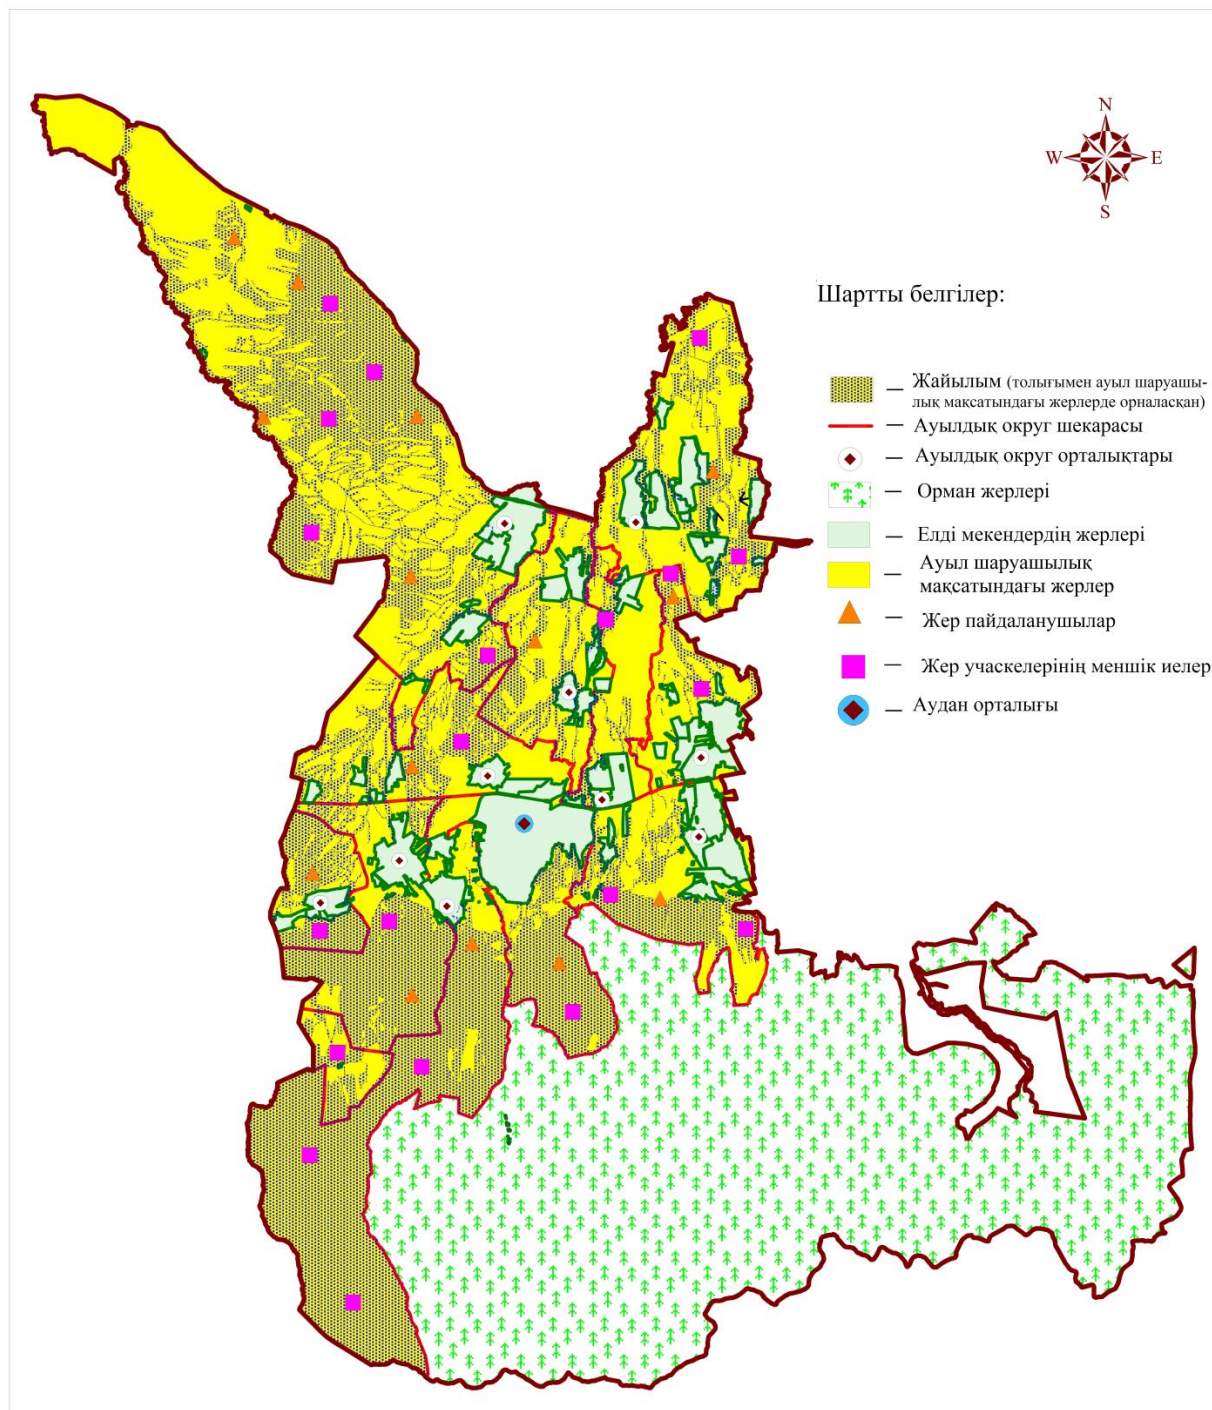 N
W E
S
Шартты белгілер:
— Жайылым (толығымен ауыл шаруашы-
лық мақсатындағы жерлерде орналасқан)
— Ауылдық округ шекарасы
— Ауылдық округ орталықтары
— Орман жерлері
— Елді мекендердің жерлері
— Ауыл шаруашылық
мақсатындағы жерлер
— Жер пайдаланушылар
— Жер учаскелерінің меншік иелер
— Аудан орталығы